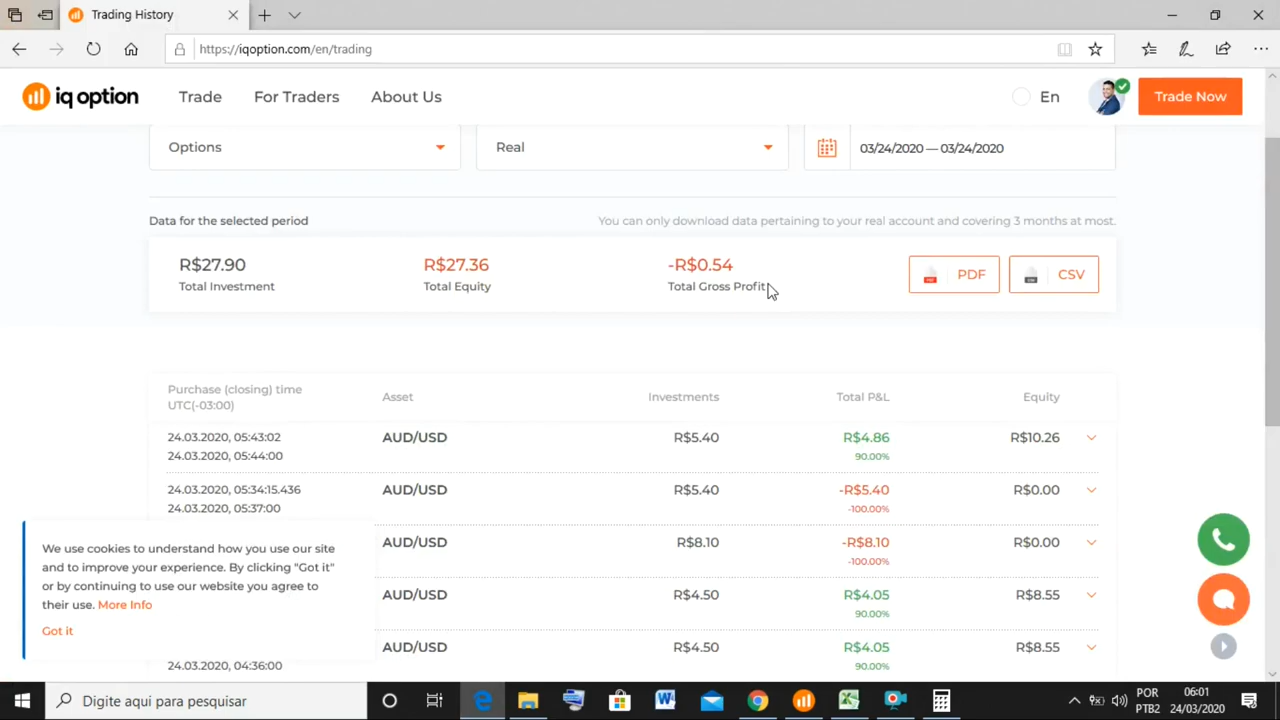 Trading History
https://iqoption.com/en/trading
iq option
Trade
For Traders
About Us
En
Trade Now
Options
Real
03/24/2020 — 03/24/2020
Data for the selected period
You can only download data pertaining to your real account and covering 3 months at most.
R$27.90
Total Investment
R$27.36
Total Equity
-R$0.54
Total Gross Profit
PDF
CSV
Purchase (closing) time
UTC(-03:00)
Asset
Investments
Total P&L
Equity
24.03.2020, 05:43:02
24.03.2020, 05:44:00
AUD/USD
R$5.40
R$4.86
90.00%
R$10.26
24.03.2020, 05:34:15.436
24.03.2020, 05:37:00
AUD/USD
R$5.40
-R$5.40
-100.00%
R$0.00
AUD/USD
R$8.10
-R$8.10
-100.00%
R$0.00
AUD/USD
R$4.50
R$4.05
90.00%
R$8.55
24.03.2020, 04:36:00
AUD/USD
R$4.50
R$4.05
90.00%
R$8.55
We use cookies to understand how you use our site
and to improve your experience. By clicking "Got it"
or by continuing to use our website you agree to
their use. More Info
Got it
Digite aqui para pesquisar
POR
PTB2
06:01
24/03/2020